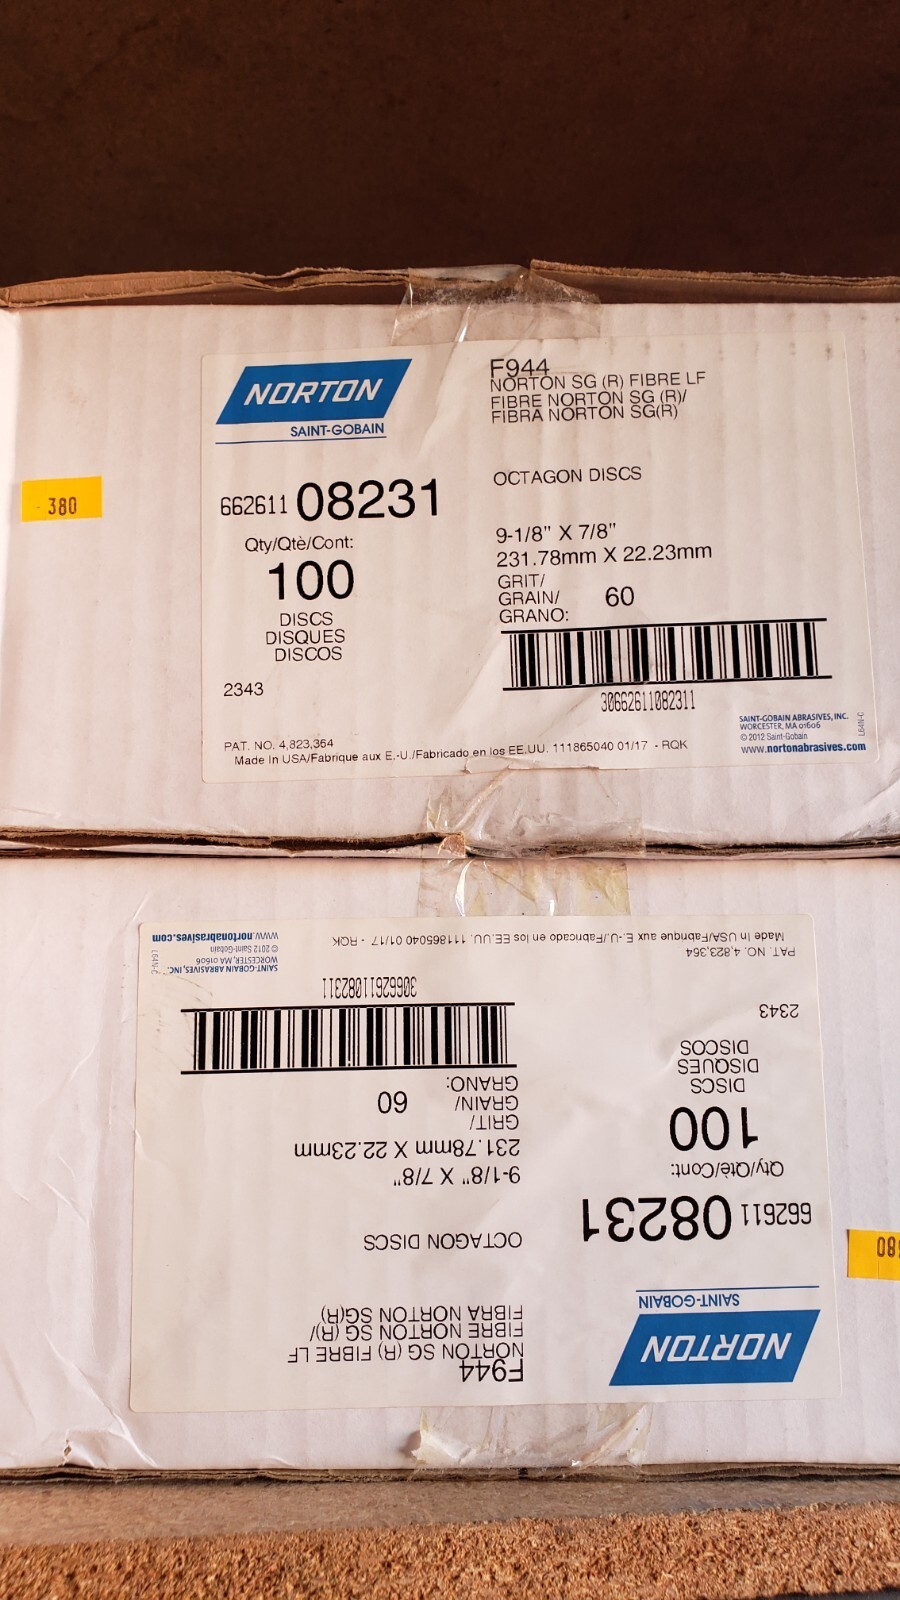 NORTON
SAINT-GOBAIN
F944
NORTON SG (R) FIBRE LF
FIBRE NORTON SG (R)/
FIBRA NORTON SG(R)
380
662611 08231
OCTAGON DISCS
Qty/Qtè/Cont:
100
DISCS
DISQUES
DISCOS
9-1/8" X 7/8"
231.78mm X 22.23mm
GRIT/
GRAIN/
GRANO:
60
30662611082311
2343
PAT. NO. 4,823,364
Made In USA/Fabrique aux E.-U./Fabricado en los EE.UU. 111865040 01/17 - RQK
SAINT-GOBAIN ABRASIVES, INC.
WORCESTER, MA 01606
© 2012 Saint-Gobain
www.nortonabrasives.com
L64N-C
NORTON
SAINT-GOBAIN
F944
NORTON SG (R) FIBRE LF
FIBRE NORTON SG (R)/
FIBRA NORTON SG(R)
662611 08231
OCTAGON DISCS
Qty/Qtè/Cont:
100
DISCS
DISQUES
DISCOS
9-1/8" X 7/8"
231.78mm X 22.23mm
GRIT/
GRAIN/
GRANO:
60
30662611082311
2343
PAT. NO. 4,823,364
Made In USA/Fabrique aux E.-U./Fabricado en los EE.UU. 111865040 01/17 - RQK
SAINT-GOBAIN ABRASIVES, INC.
WORCESTER, MA 01606
© 2012 Saint-Gobain
www.nortonabrasives.com